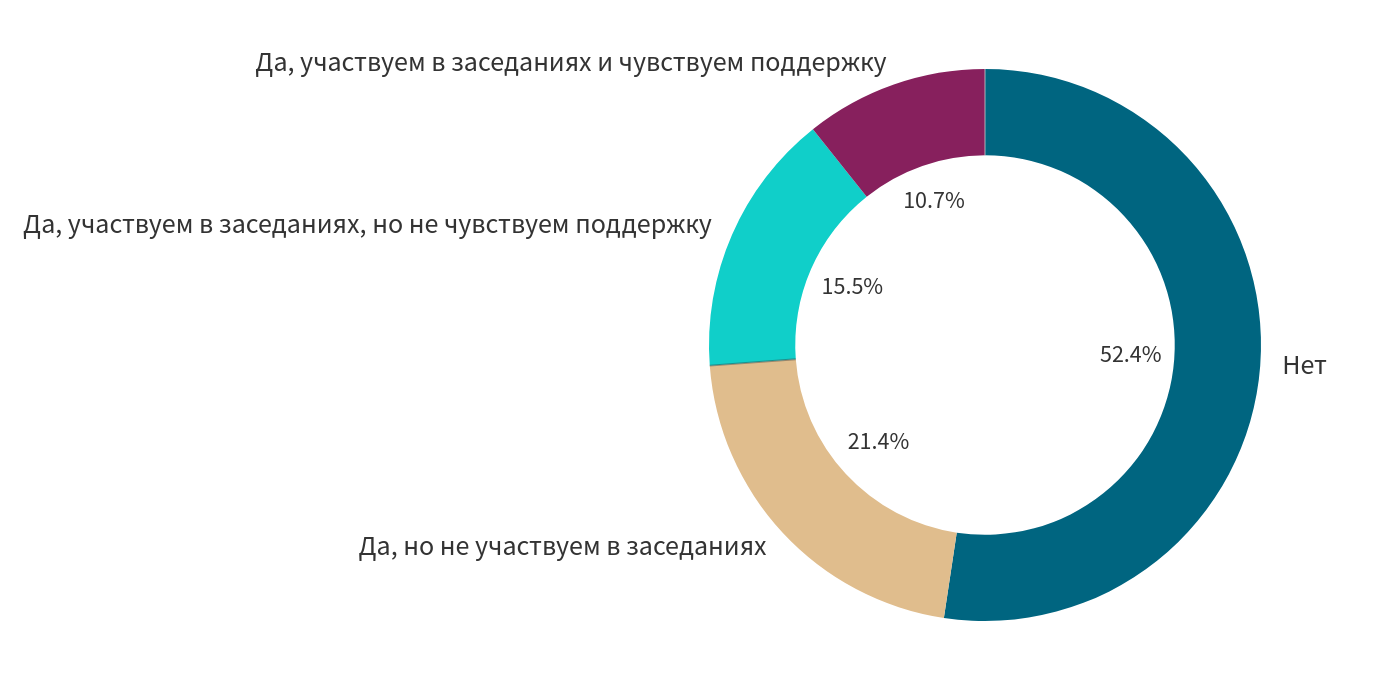 Да, участвуем в заседаниях и чувствуем поддержку
10.7%
Да, участвуем в заседаниях, но не чувствуем поддержку
15.5%
52.4%
Нет
21.4%
Да, но не участвуем в заседаниях